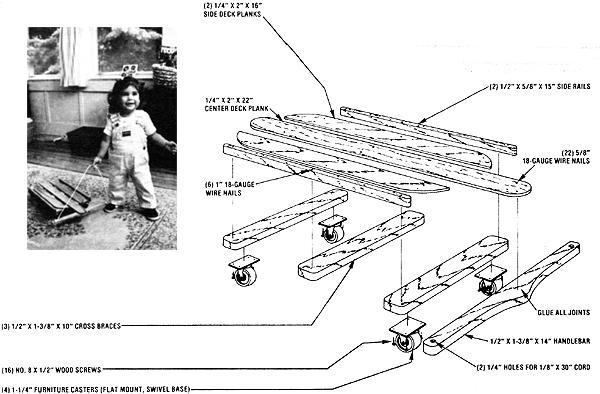 (2) 1/4" X 2" X 16"
SIDE DECK PLANKS
(2) 1/2" X 5/8" X 15" SIDE RAILS
1/4" X 2" X 22"
CENTER DECK PLANK
(22) 5/8"
18-GAUGE WIRE NAILS
(6) 1" 18-GAUGE
WIRE NAILS
GLUE ALL JOINTS
(3) 1/2" X 1-3/8" X 10" CROSS BRACES
1/2" X 1-3/8" X 14" HANDLEBAR
(16) NO. 8 X 1/2" WOOD SCREWS
(2) 1/4" HOLES FOR 1/8" X 30" CORD
(4) 1-1/4" FURNITURE CASTERS (FLAT MOUNT, SWIVEL BASE)